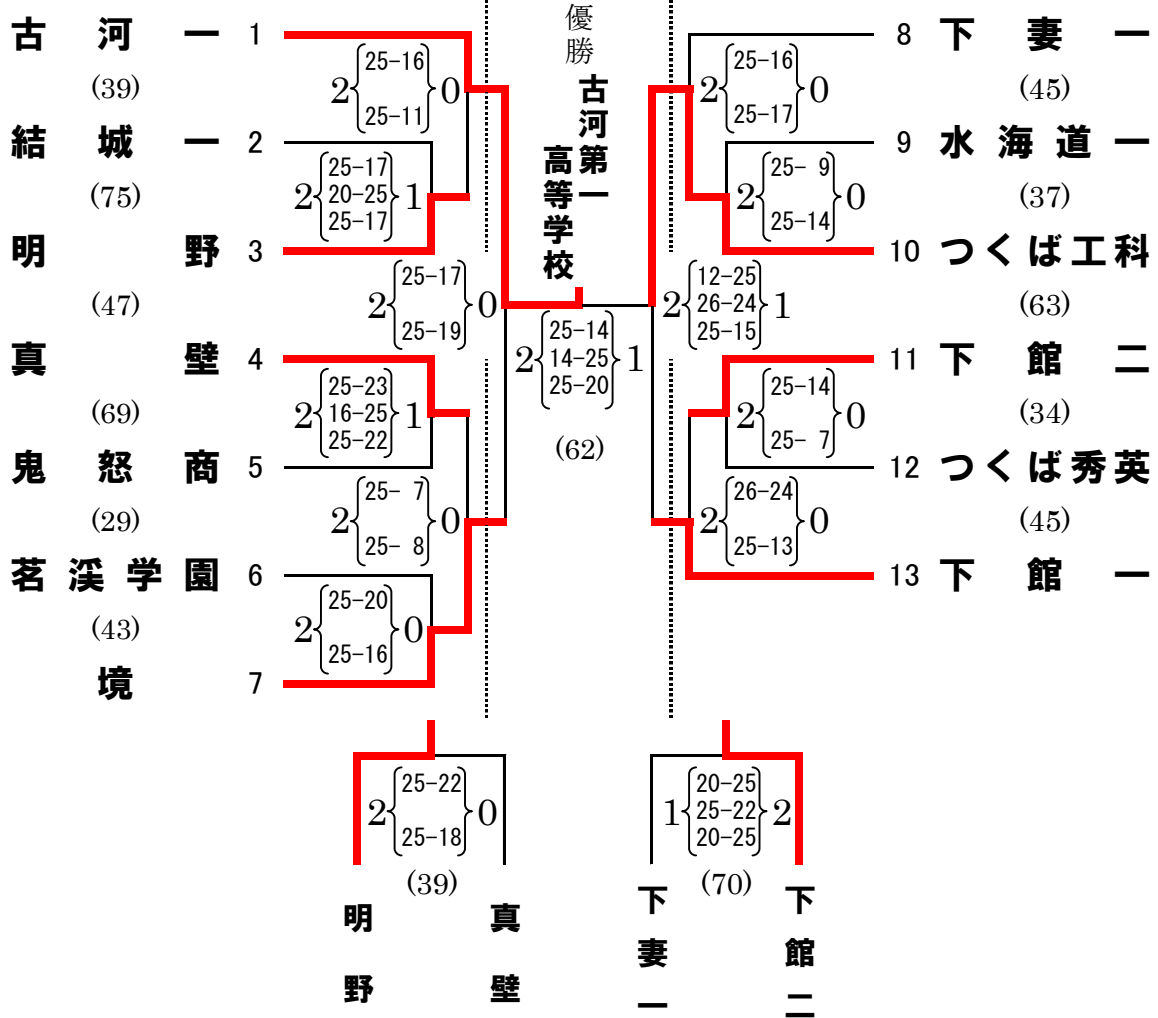 優勝
古河第一
高等学校
古河一 1
(39)
結城一 2
(75)
明野 3
(47)
真壁 4
(69)
鬼怒商 5
(29)
茗溪学園 6
(43)
境 7
2 25-16 0
25-11
25-17
2 20-25 1
25-17
25-17
2 0
25-19
25-23
2 16-25 1
25-22
25- 7
2 0
25- 8
25-20
2 0
25-16
25-14
2 14-25 1
25-20
(62)
8 下妻一
(45)
9 水海道一
(37)
10 つくば工科
(63)
11 下館二
(34)
12 つくば秀英
(45)
13 下館一
25-16
2 0
25-17
25- 9
2 0
25-14
12-25
2 26-24 1
25-15
25-14
2 0
25- 7
26-24
2 0
25-13
25-22
2 0
25-18
(39)
明野
真壁
20-25
1 25-22 2
20-25
(70)
下妻一
下館二